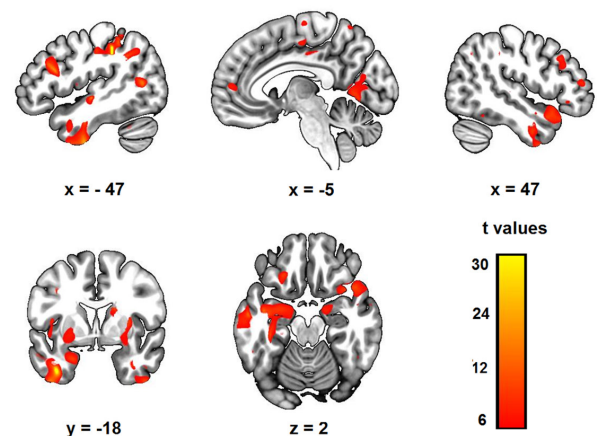 x = - 47
x = -5
x = 47
t values
30
24
12
6
y = -18
z = 2